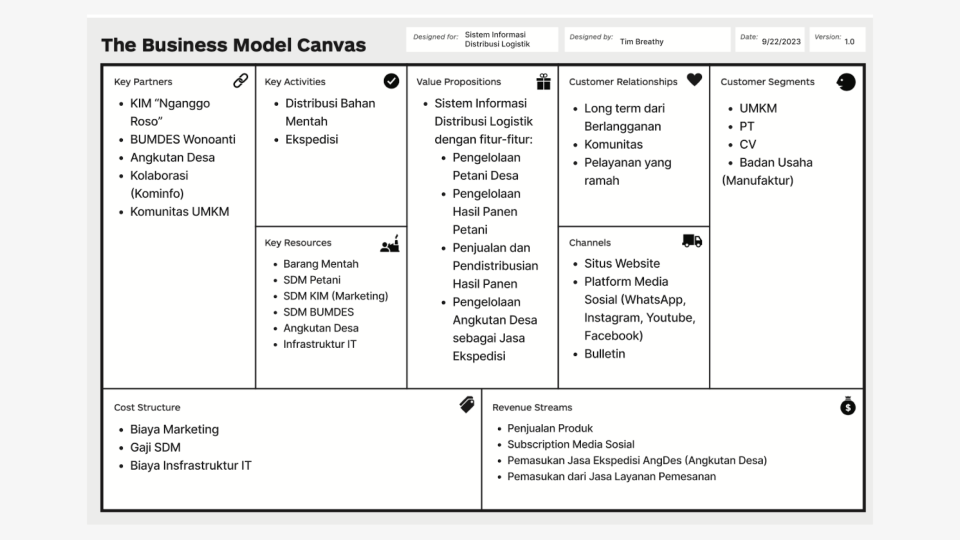 The Business Model Canvas
Designed for:
Sistem Informasi
Distribusi Logistik
Designed by:
Tim Breathy
Date:
9/22/2023
Version:
1.0
Key Partners
• KIM “Nganggo
Roso”
• BUMDES Wonoanti
• Angkutan Desa
• Kolaborasi
(Kominfo)
• Komunitas UMKM
Key Activities
• Distribusi Bahan
Mentah
• Ekspedisi
Key Resources
• Barang Mentah
• SDM Petani
• SDM KIM (Marketing)
• SDM BUMDES
• Angkutan Desa
• Infrastruktur IT
Value Propositions
• Sistem Informasi
Distribusi Logistik
dengan fitur-fitur:
• Pengelolaan
Petani Desa
• Pengelolaan
Hasil Panen
Petani
• Penjualan dan
Pendistribusian
Hasil Panen
• Pengelolaan
Angkutan Desa
sebagai Jasa
Ekspedisi
Customer Relationships
• Long term dari
Berlangganan
• Komunitas
• Pelayanan yang
ramah
Channels
• Situs Website
• Platform Media
Sosial (WhatsApp,
Instagram, Youtube,
Facebook)
• Bulletin
Customer Segments
• UMKM
• PT
• CV
• Badan Usaha
(Manufaktur)
Cost Structure
• Biaya Marketing
• Gaji SDM
• Biaya Insfrastruktur IT
Revenue Streams
• Penjualan Produk
• Subscription Media Sosial
• Pemasukan Jasa Ekspedisi AngDes (Angkutan Desa)
• Pemasukan dari Jasa Layanan Pemesanan